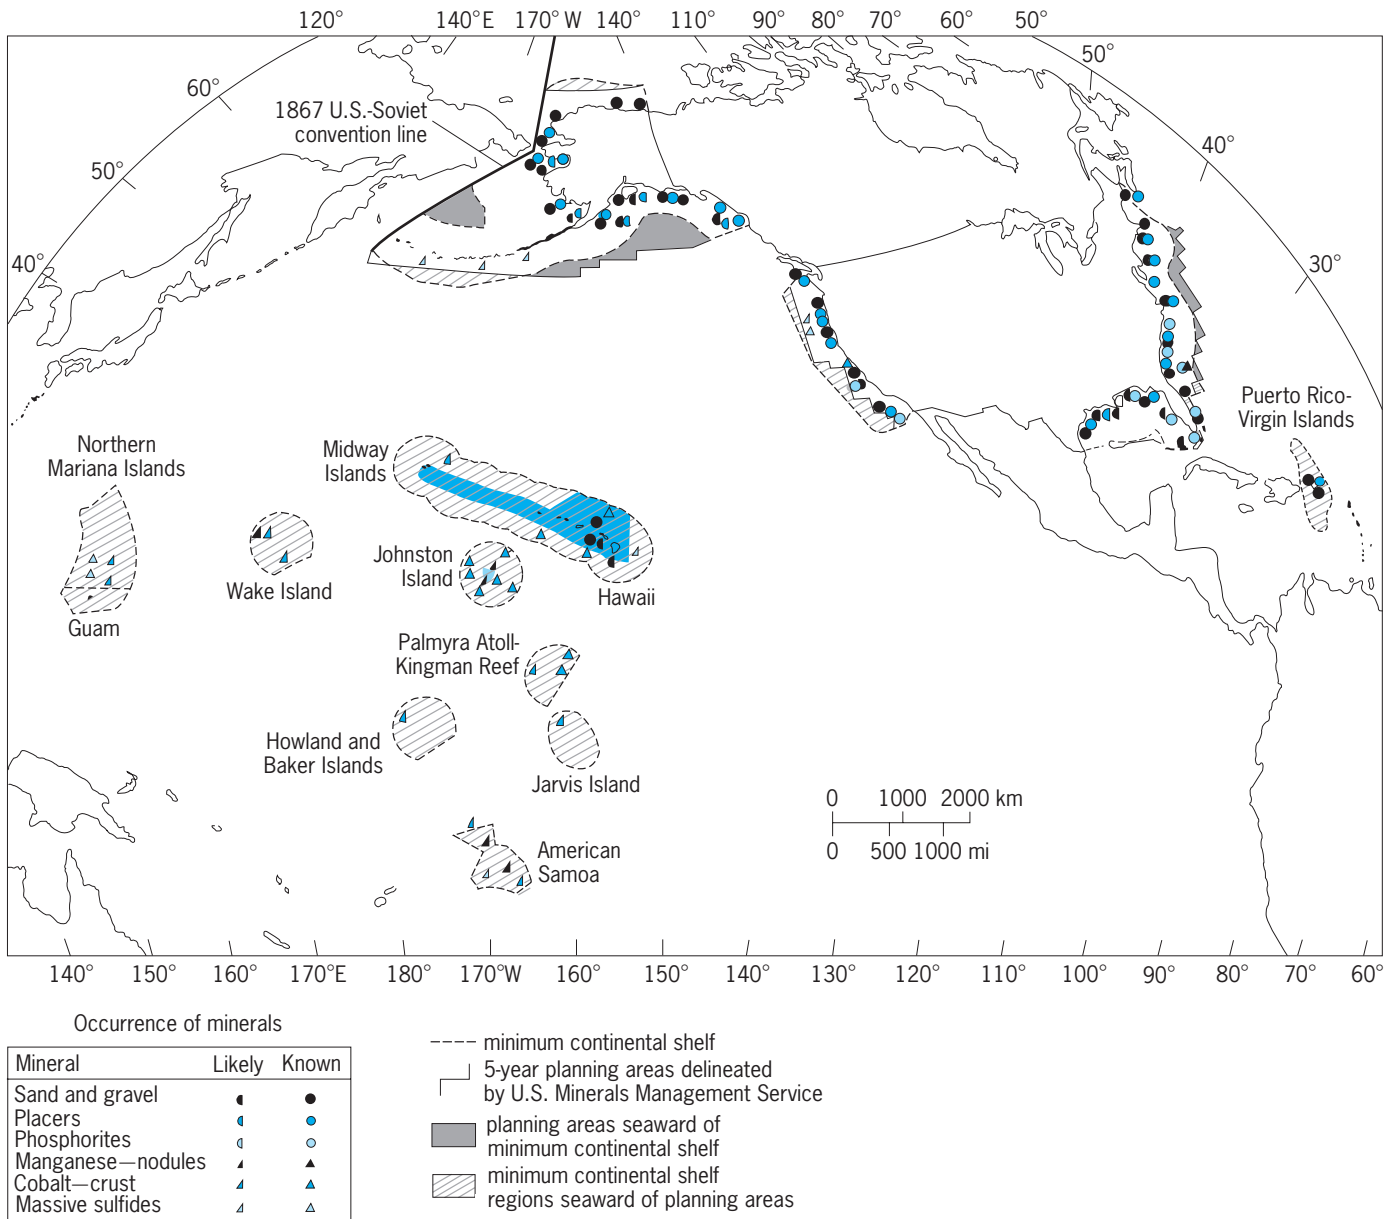 120° 140°E 170°W 140° 110° 90° 80° 70° 60° 50°
60°
50°
40°
50°
40°
30°
1867 U.S.-Soviet
convention line
Puerto Rico-
Virgin Islands
Northern
Mariana Islands
Midway
Islands
Johnston
Island
Wake Island
Hawaii
Guam
Palmyra Atoll-
Kingman Reef
Howland and
Baker Islands
Jarvis Island
0 1000 2000 km
0 500 1000 mi
American
Samoa
140° 150° 160° 170°E 180° 170°W 160° 150° 140° 130° 120° 110° 100° 90° 80° 70° 60°
Occurrence of minerals
Mineral Likely Known
Sand and gravel
Placers
Phosphorites
Manganese—nodules
Cobalt—crust
Massive sulfides
minimum continental shelf
5-year planning areas delineated
by U.S. Minerals Management Service
planning areas seaward of
minimum continental shelf
minimum continental shelf
regions seaward of planning areas